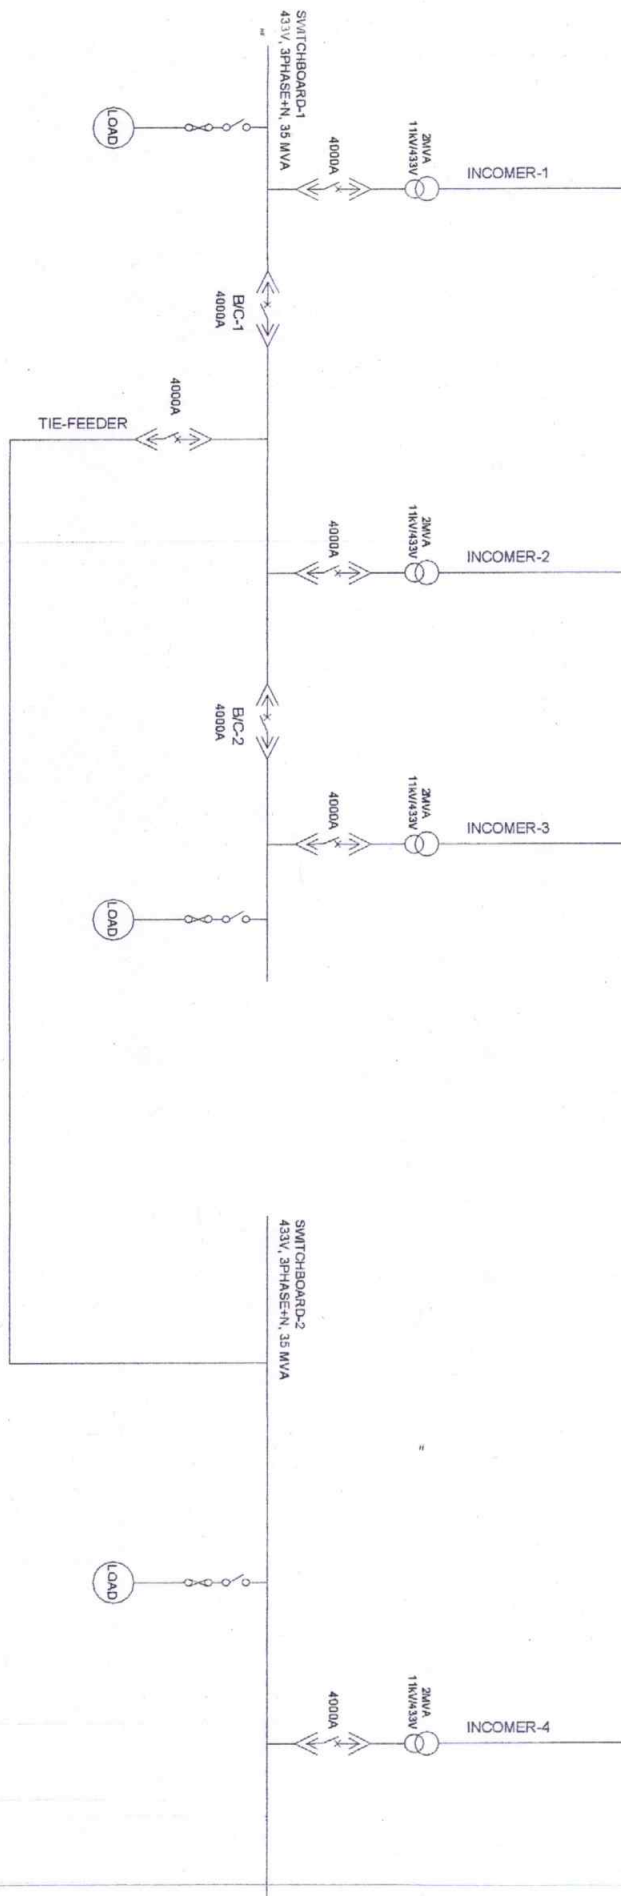 INCOMER-1
2MVA
11kV/433V
4000A
SWITCHBOARD-1
433V, 3PHASE+N, 35 MVA
LOAD
B/C-1
4000A
4000A
TIE-FEEDER
INCOMER-2
2MVA
11kV/433V
4000A
B/C-2
4000A
INCOMER-3
2MVA
11kV/433V
4000A
LOAD
SWITCHBOARD-2
433V, 3PHASE+N, 35 MVA
LOAD
INCOMER-4
2MVA
11kV/433V
4000A